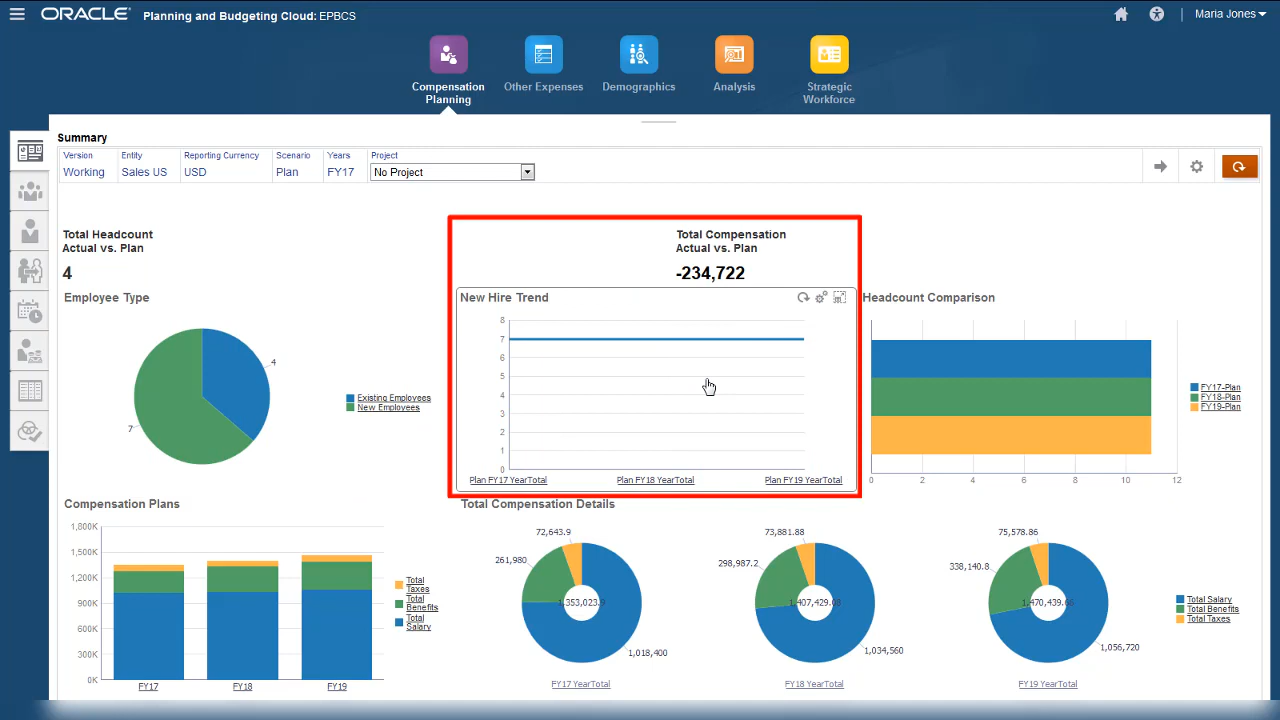 ORACLE Planning and Budgeting Cloud: EPBCS
Maria Jones
Compensation
Planning
Other Expenses
Demographics
Analysis
Strategic
Workforce
Summary
Version
Working
Entity
Sales US
Reporting Currency
USD
Scenario
Plan
Years
FY17
Project
No Project
Total Headcount
Actual vs. Plan
4
Total Compensation
Actual vs. Plan
-234,722
Employee Type
4
7
Existing Employees
New Employees
New Hire Trend
8
7
6
5
4
3
2
1
0
Plan FY17 YearTotal
Plan FY18 YearTotal
Plan FY19 YearTotal
Headcount Comparison
FY17-Plan
FY18-Plan
FY19-Plan
0 2 4 6 8 10 12
Compensation Plans
1,800K
1,500K
1,200K
900K
600K
300K
0K
FY17
FY18
FY19
Total
Taxes
Total
Benefits
Total
Salary
Total Compensation Details
72,643.9
261,980
1,353,023.9
1,018,400
FY17 YearTotal
73,881.88
298,987.2
1,034,560
FY18 YearTotal
75,578.86
338,140.8
1,056,720
FY19 YearTotal
Total Salary
Total Benefits
Total Taxes